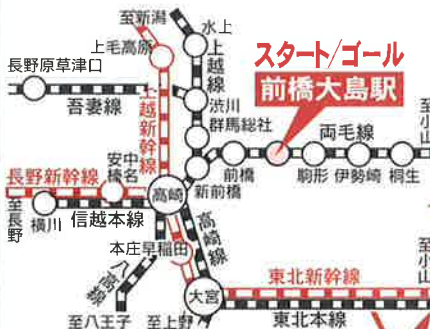 至新潟
水上
上毛高原
上越線
スタート/ゴール
前橋大島駅
長野原草津口
吾妻線
上越新幹線
渋川
群馬総社
両毛線
至小山
安中榛名
前橋
駒形
伊勢崎
桐生
長野新幹線
高崎
新前橋
至長野
横川
信越本線
高崎線
本庄早稲田
八高線
至小山
東北新幹線
大宮
至八王子
至上野
東北本線